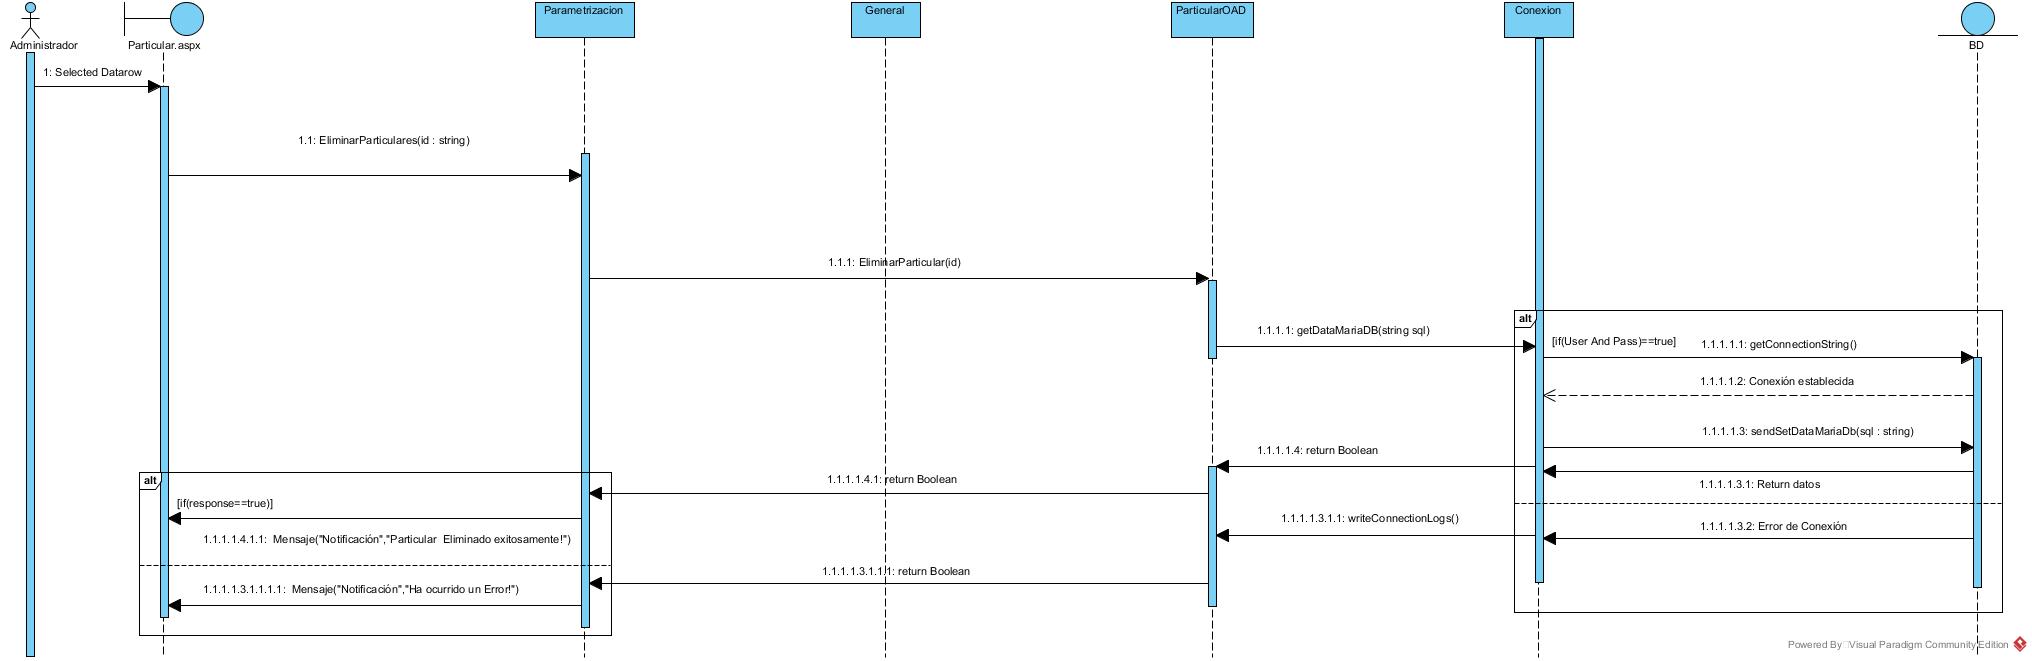 Parametrizacion
General
ParticularOAD
Conexion
Administrador
Particular.aspx
BD
1: Selected Datarow
1.1: EliminarParticulares(id : string)
1.1.1: EliminarParticular(id)
alt
1.1.1.1: getDataMariaDB(string sql)
[if(User And Pass)==true]
1.1.1.1.1: getConnectionString()
1.1.1.1.2: Conexión establecida
1.1.1.1.3: sendSetDataMariaDb(sql : string)
1.1.1.1.4: return Boolean
alt
1.1.1.1.4.1: return Boolean
1.1.1.1.3.1: Return datos
[if(response==true)]
1.1.1.1.3.1.1: writeConnectionLogs()
1.1.1.1.3.2: Error de Conexión
1.1.1.1.4.1.1:  Mensaje("Notificación","Particular  Eliminado exitosamente!")
1.1.1.1.3.1.1.1: return Boolean
1.1.1.1.3.1.1.1.1:  Mensaje("Notificación","Ha ocurrido un Error!")
Powered By Visual Paradigm Community Edition